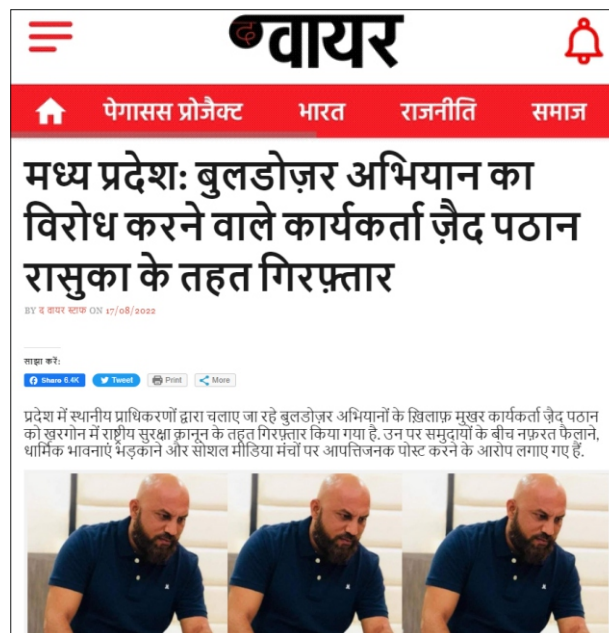 द वायर
पेगासस प्रोजैक्ट भारत राजनीति समाज
मध्य प्रदेश: बुलडोज़र अभियान का
विरोध करने वाले कार्यकर्ता ज़ैद पठान
रासुका के तहत गिरफ़्तार
BY द वायर स्टाफ ON 17/08/2022
साझा करें:
Share 6.4K Tweet Print More
प्रदेश में स्थानीय प्राधिकरणों द्वारा चलाए जा रहे बुलडोज़र अभियानों के ख़िलाफ़ मुखर कार्यकर्ता ज़ैद पठान
को खरगोन में राष्ट्रीय सुरक्षा क़ानून के तहत गिरफ़्तार किया गया है. उन पर समुदायों के बीच नफ़रत फैलाने,
धार्मिक भावनाएं भड़काने और सोशल मीडिया मंचों पर आपत्तिजनक पोस्ट करने के आरोप लगाए गए हैं.